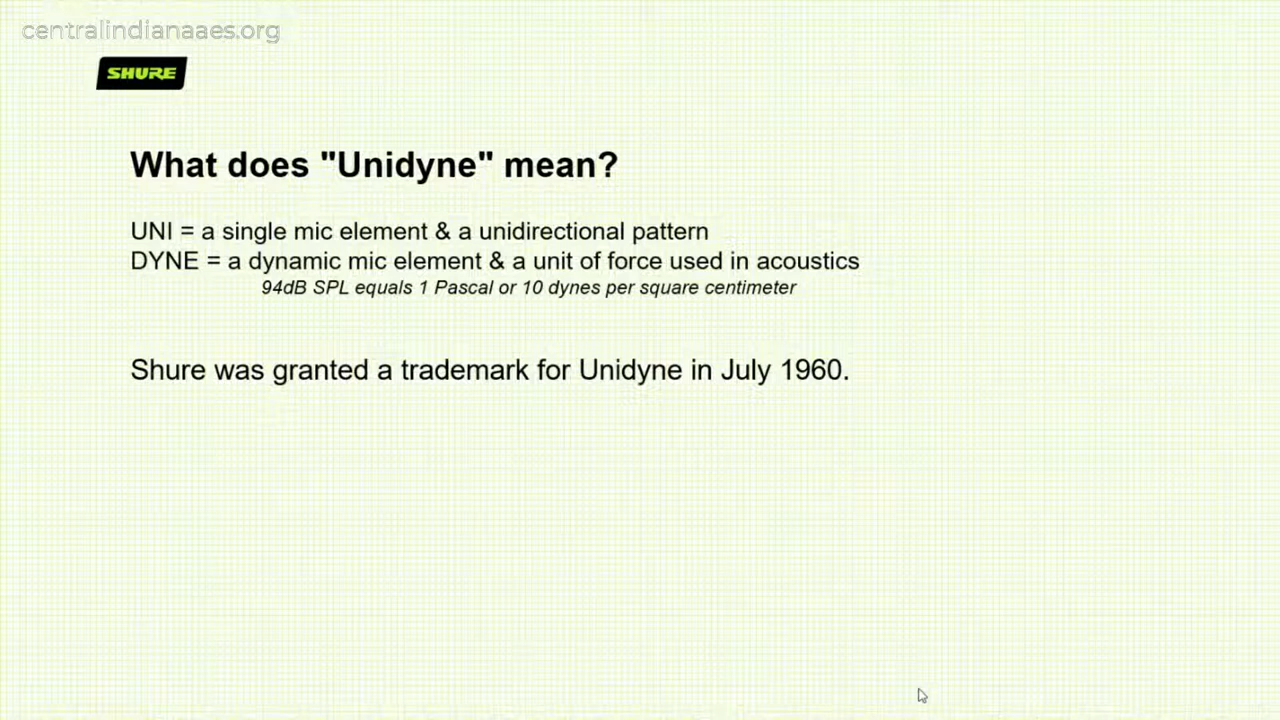 centralindianaaes.org
SHURE
What does "Unidyne" mean?
UNI = a single mic element & a unidirectional pattern
DYNE = a dynamic mic element & a unit of force used in acoustics
94dB SPL equals 1 Pascal or 10 dynes per square centimeter
Shure was granted a trademark for Unidyne in July 1960.